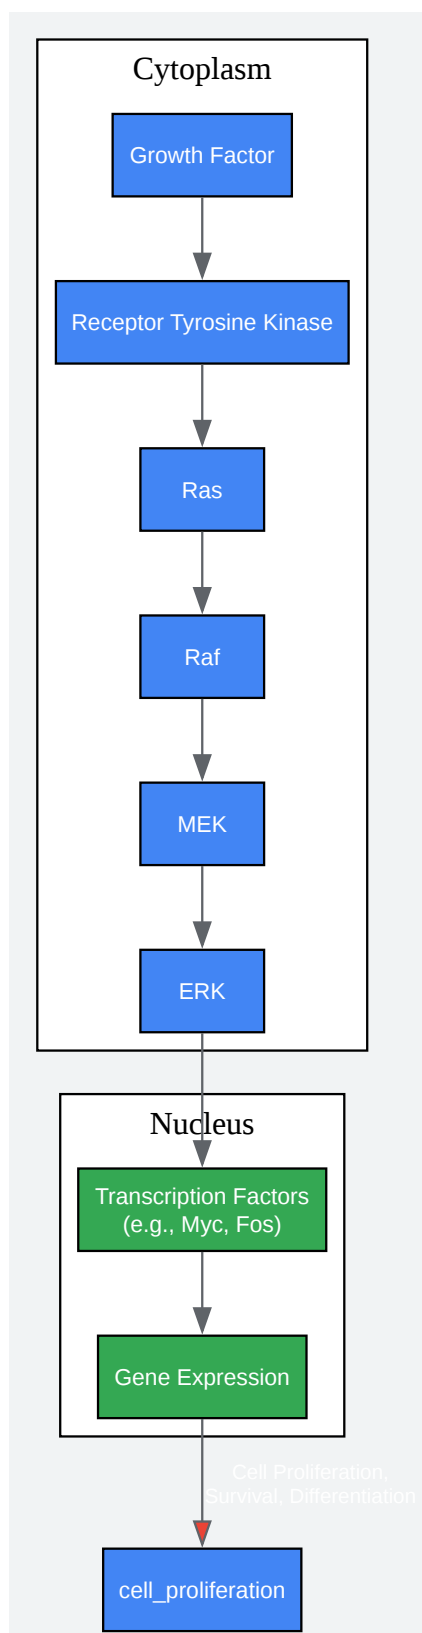 Cytoplasm
Growth Factor
Receptor Tyrosine Kinase
Ras
Raf
MEK
ERK
Nucleus
Transcription Factors
(e.g., Myc, Fos)
Gene Expression
Cell Proliferation,
Survival, Differentiation
cell_proliferation